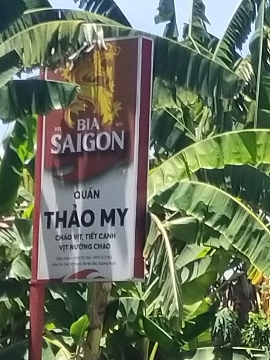 BIA
SAIGON
QUÁN
THẢO MY
CHÁO VỊT, TIẾT CANH
VỊT NƯỚNG CHAO